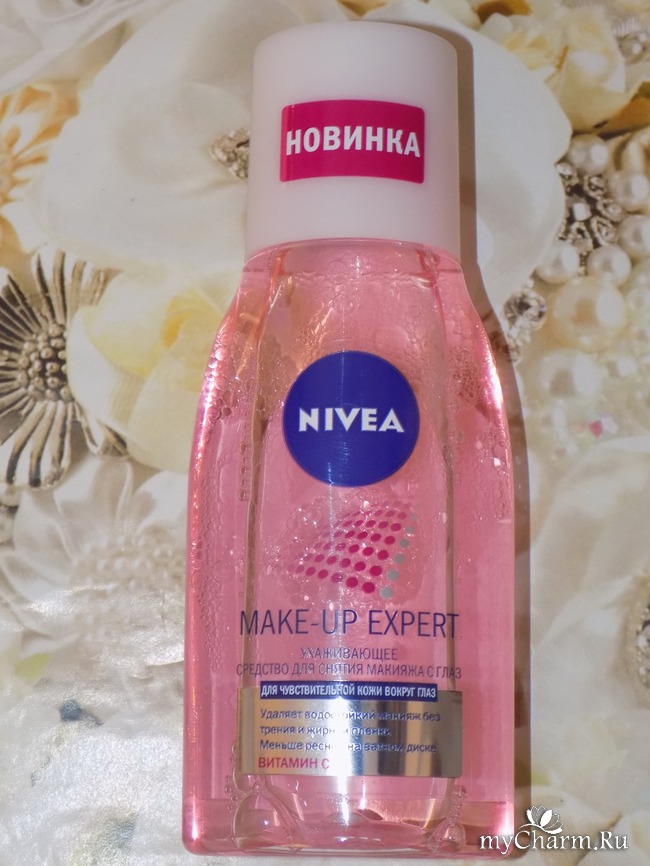 НОВИНКА
NIVEA
MAKE-UP EXPERT
УХАЖИВАЮЩЕЕ
СРЕДСТВО ДЛЯ СНЯТИЯ МАКИЯЖА С ГЛАЗ
ДЛЯ ЧУВСТВИТЕЛЬНОЙ КОЖИ ВОКРУГ ГЛАЗ
Удаляет водостойкий макияж без
трения и жирной пленки
Меньше ресниц на ватном диске
ВИТАМИН С
myCharm.Ru